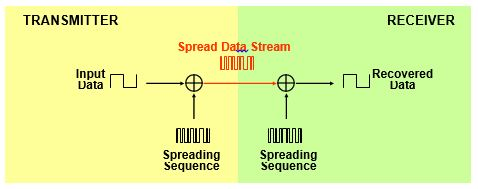 TRANSMITTER
RECEIVER
Spread Data Stream
Input
Data
Recovered
Data
Spreading
Sequence
Spreading
Sequence